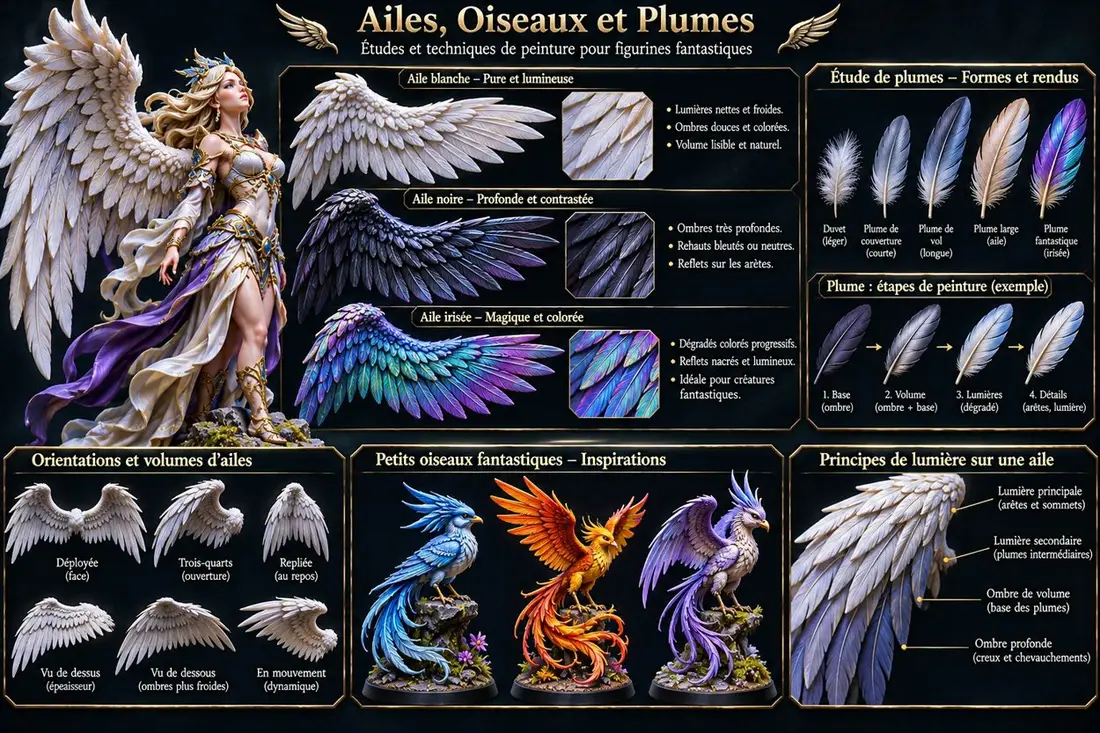 Ailes, Oiseaux et Plumes
Études et techniques de peinture pour figurines fantastiques
Aile blanche – Pure et lumineuse
• Lumières nettes et froides.
• Ombres douces et colorées.
• Volume lisible et naturel.
Aile noire – Profonde et contrastée
• Ombres très profondes.
• Rehauts bleutés ou neutres.
• Reflets sur les arètes.
Aile irisée – Magique et colorée
• Dégradés colorés progressifs.
• Reflets nacrés et lumineux.
• Idéale pour créatures
fantastiques.
Étude de plumes – Formes et rendus
Duvet
(léger)
Plume de
couverture
(courte)
Plume de
vol
(longue)
Plume large
(aile)
Plume
fantastique
(irisée)
Plume : étapes de peinture (exemple)
1. Base
(ombre)
2. Volume
(ombre + base)
3. Lumières
(dégradé)
4. Détails
(arêtes, lumière)
Orientations et volumes d'ailes
Déployée
(face)
Trois-quarts
(ouverture)
Repliée
(au repos)
Vu de dessus
(épaisseur)
Vu de dessous
(ombres plus froides)
En mouvement
(dynamique)
Petits oiseaux fantastiques – Inspirations
Principes de lumière sur une aile
Lumière principale
(arêtes et sommets)
Lumière secondaire
(plumes intermédiaires)
Ombre de volume
(base des plumes)
Ombre profonde
(creux et chevauchements)